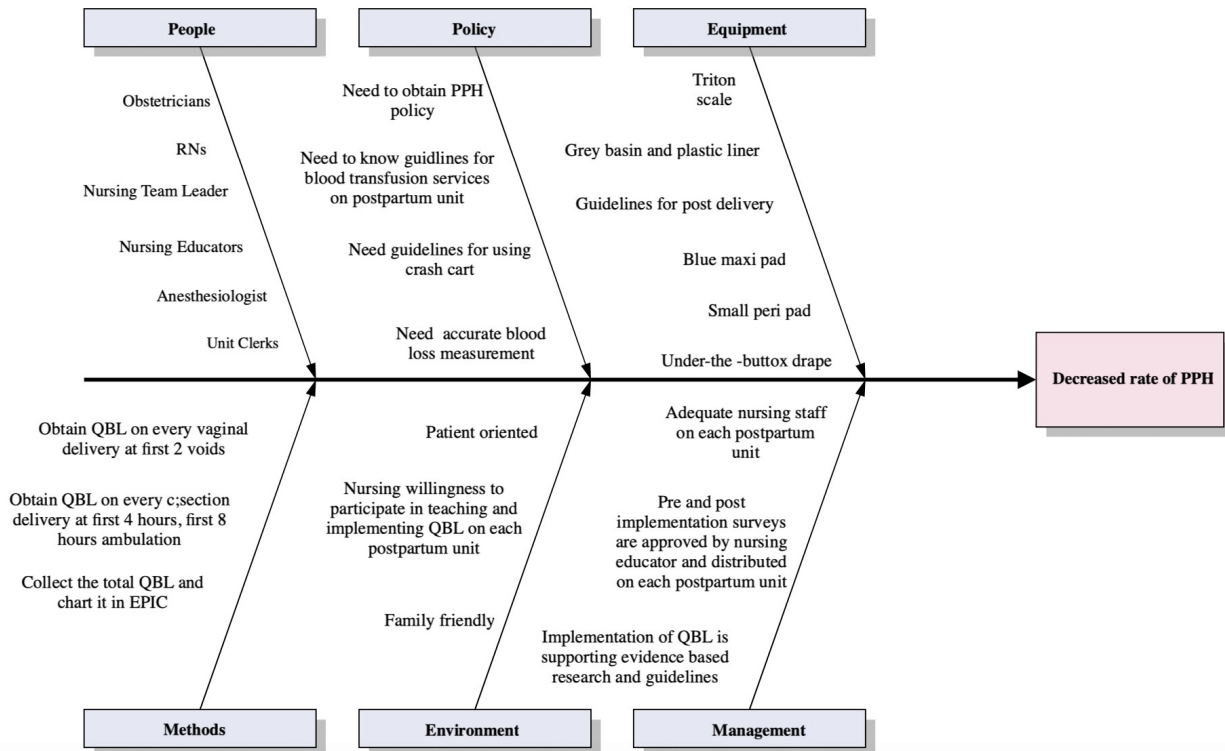 People
Policy
Equipment
Obstetricians
RNs
Nursing Team Leader
Nursing Educators
Anesthesiologist
Unit Clerks
Need to obtain PPH
policy
Need to know guidlines for
blood transfusion services
on postpartum unit
Need guidelines for using
crash cart
Need  accurate blood
loss measurement
Triton
scale
Grey basin and plastic liner
Guidelines for post delivery
Blue maxi pad
Small peri pad
Under-the -buttox drape
Decreased rate of PPH
Obtain QBL on every vaginal
delivery at first 2 voids
Obtain QBL on every c;section
delivery at first 4 hours, first 8
hours ambulation
Collect the total QBL and
chart it in EPIC
Patient oriented
Nursing willingness to
participate in teaching and
implementing QBL on each
postpartum unit
Family friendly
Adequate nursing staff
on each postpartum
unit
Pre and post
implementation surveys
are approved by nursing
educator and distributed
on each postpartum unit
Implementation of QBL is
supporting evidence based
research and guidelines
Methods
Environment
Management